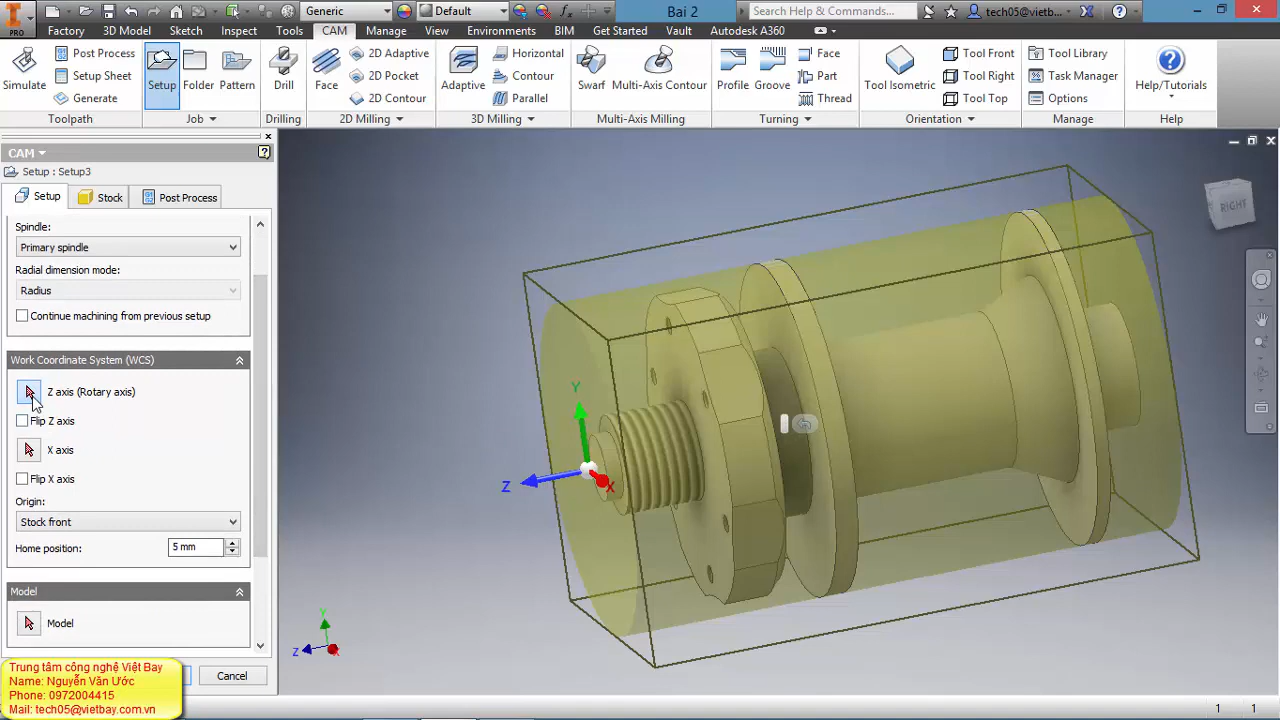 PRO
Generic
Default
Bai 2
Search Help & Commands...
tech05@vietb...
Factory 3D Model Sketch Inspect Tools CAM Manage View Environments BIM Get Started Vault Autodesk A360
Simulate
Post Process
Setup Sheet
Generate
Setup
Folder
Pattern
Drill
Face
2D Adaptive
2D Pocket
2D Contour
Adaptive
Horizontal
Contour
Parallel
Swarf
Multi-Axis Contour
Profile
Groove
Face
Part
Thread
Tool Isometric
Tool Front
Tool Right
Tool Top
Tool Library
Task Manager
Options
Help/Tutorials
Toolpath Job Drilling 2D Milling 3D Milling Multi-Axis Milling Turning Orientation Manage Help
CAM
Setup : Setup3
Setup Stock Post Process
Spindle:
Primary spindle
Radial dimension mode:
Radius
Continue machining from previous setup
Work Coordinate System (WCS)
Z axis (Rotary axis)
Flip Z axis
X axis
Flip X axis
Origin:
Stock front
Home position: 5 mm
Model
Model
Cancel
Trung tâm công nghệ Việt Bay
Name: Nguyễn Văn Ước
Phone: 0972004415
Mail: tech05@vietbay.com.vn
RIGHT
Y
Z
X
Y
Z
X
1 1